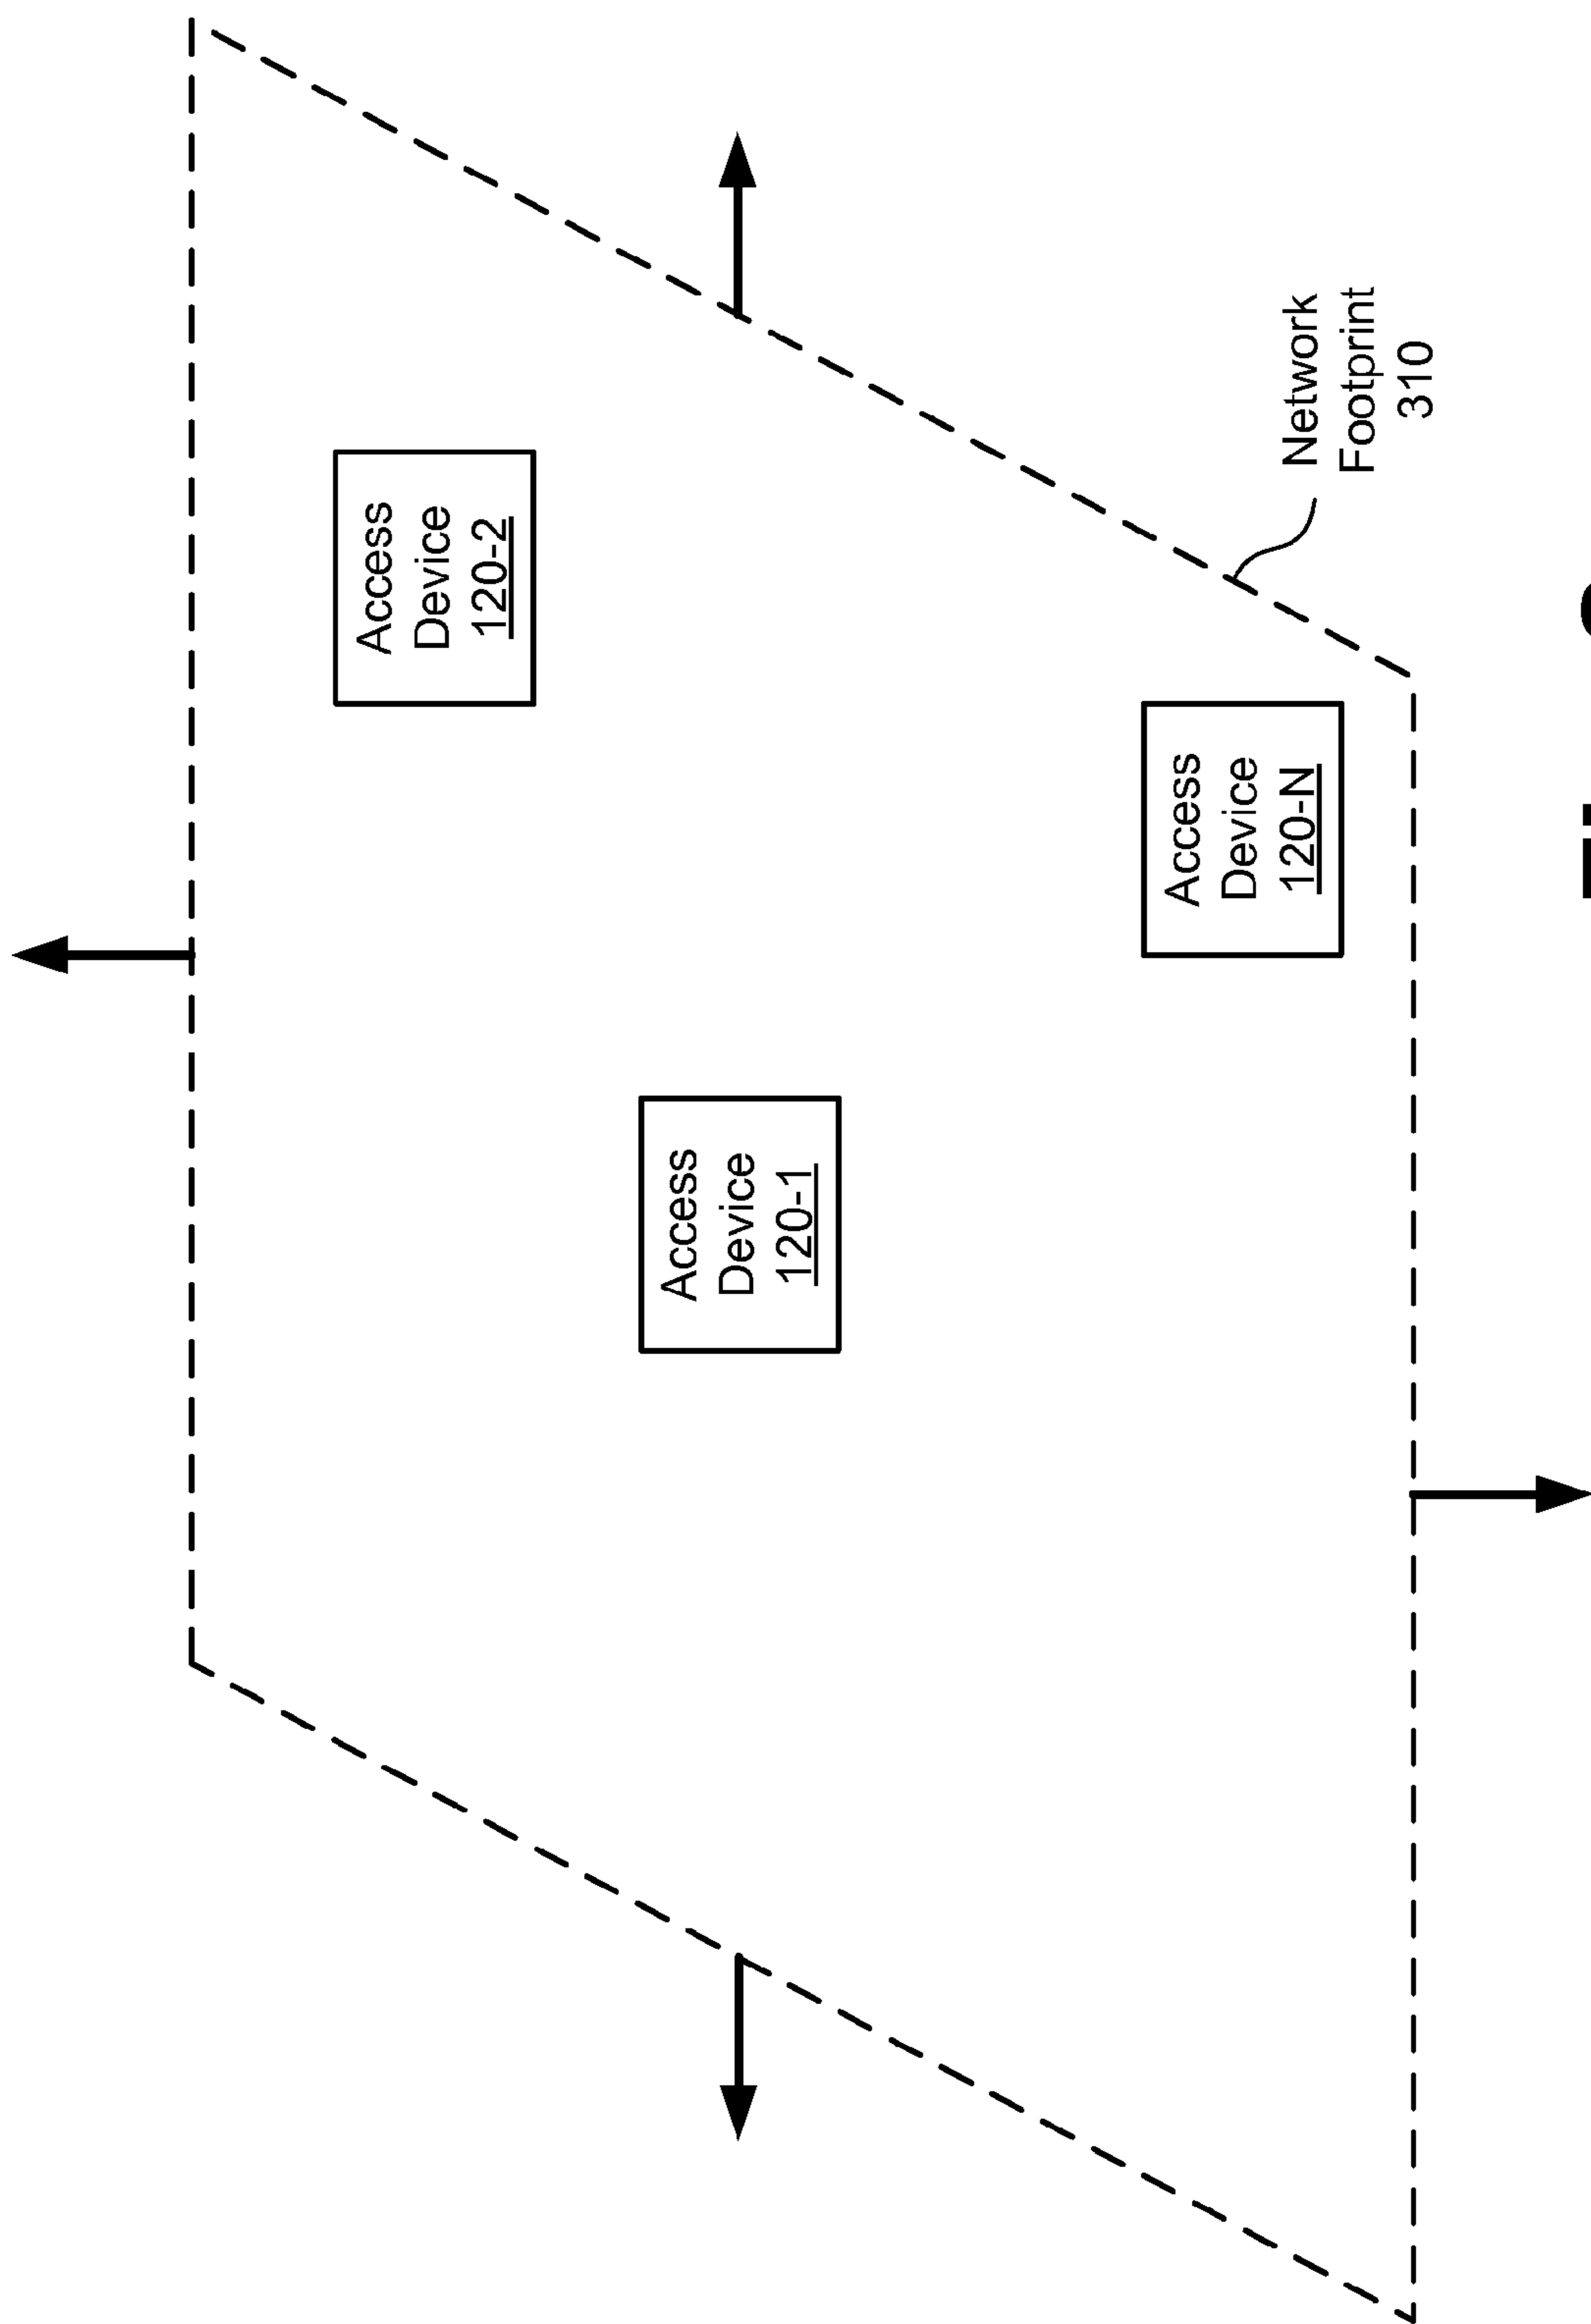 Access
Device
120-2
Access
Device
120-1
Access
Device
120-N
Network
Footprint
310